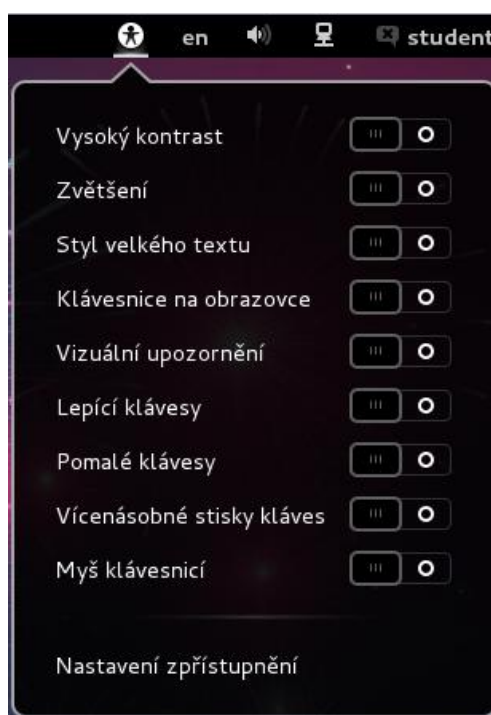 en student
Vysoký kontrast
Zvětšení
Styl velkého textu
Klávesnice na obrazovce
Vizuální upozornění
Lepící klávesy
Pomalé klávesy
Vícenásobné stisky kláves
Myš klávesnicí
Nastavení zpřístupnění